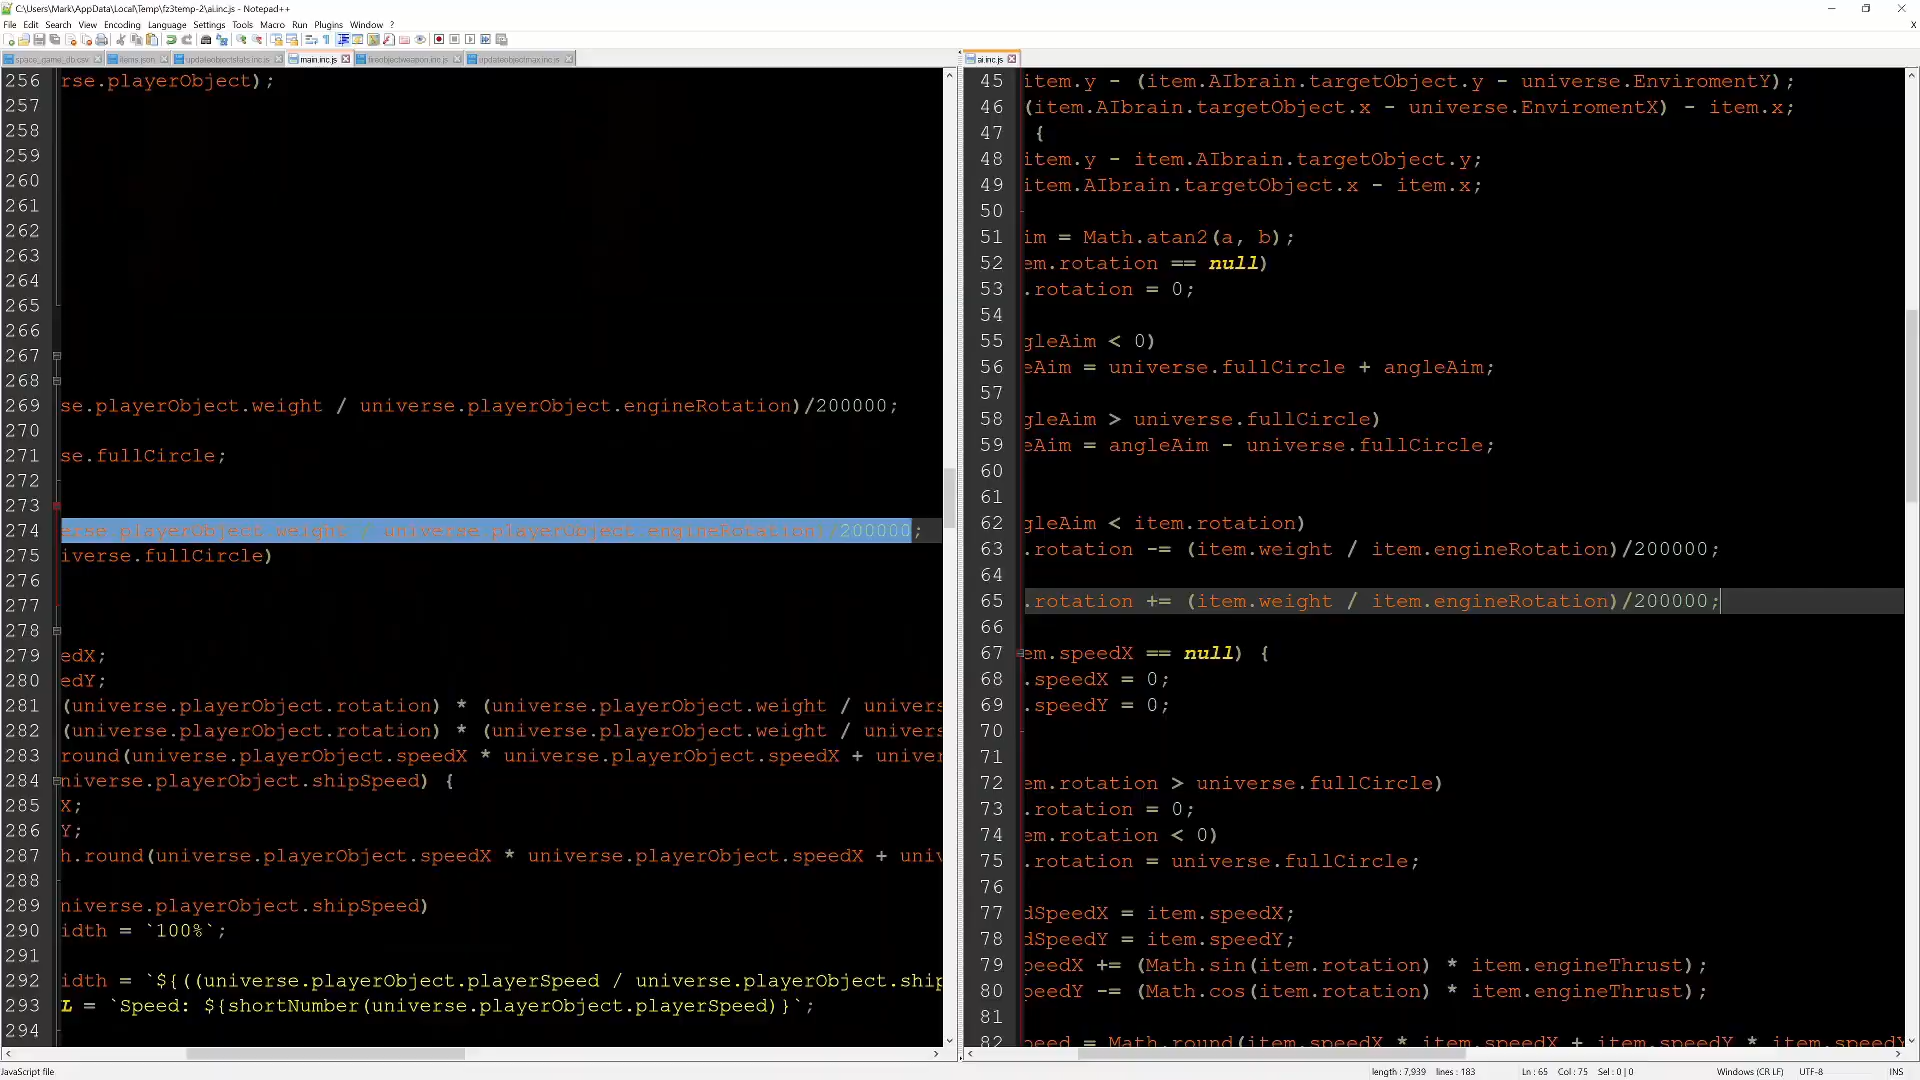 C:\Users\Mark\AppData\Local\Temp\fz3temp-2\ai.inc.js - Notepad++
File Edit Search View Encoding Language Settings Tools Macro Run Plugins Window ?
space_game_db.csv items.json updateobjectstats.inc.js main.inc.js fireobjectweapon.inc.js updateobjectmax.inc.js
256 rse.playerObject);
257
258
259
260
261
262
263
264
265
266
267
268
269 se.playerObject.weight / universe.playerObject.engineRotation)/200000;
270
271 se.fullCircle;
272
273
274 erse.playerObject.weight / universe.playerObject.engineRotation)/200000;
275 iverse.fullCircle)
276
277
278
279 edX;
280 edY;
281 (universe.playerObject.rotation) * (universe.playerObject.weight / univers
282 (universe.playerObject.rotation) * (universe.playerObject.weight / univers
283 round(universe.playerObject.speedX * universe.playerObject.speedX + univer
284 niverse.playerObject.shipSpeed) {
285 X;
286 Y;
287 h.round(universe.playerObject.speedX * universe.playerObject.speedX + univ
288
289 niverse.playerObject.shipSpeed)
290 idth = `100%`;
291
292 idth = `${((universe.playerObject.playerSpeed / universe.playerObject.ship
293 L = `Speed: ${shortNumber(universe.playerObject.playerSpeed)}`;
294
ai.inc.js
45 item.y - (item.AIbrain.targetObject.y - universe.EnviromentY);
46 (item.AIbrain.targetObject.x - universe.EnviromentX) - item.x;
47 {
48 item.y - item.AIbrain.targetObject.y;
49 item.AIbrain.targetObject.x - item.x;
50
51 im = Math.atan2(a, b);
52 em.rotation == null)
53 .rotation = 0;
54
55 gleAim < 0)
56 eAim = universe.fullCircle + angleAim;
57
58 gleAim > universe.fullCircle)
59 eAim = angleAim - universe.fullCircle;
60
61
62 gleAim < item.rotation)
63 .rotation -= (item.weight / item.engineRotation)/200000;
64
65 .rotation += (item.weight / item.engineRotation)/200000;
66
67 em.speedX == null) {
68 .speedX = 0;
69 .speedY = 0;
70
71
72 em.rotation > universe.fullCircle)
73 .rotation = 0;
74 em.rotation < 0)
75 .rotation = universe.fullCircle;
76
77 dSpeedX = item.speedX;
78 dSpeedY = item.speedY;
79 peedX += (Math.sin(item.rotation) * item.engineThrust);
80 peedY -= (Math.cos(item.rotation) * item.engineThrust);
81
82 peed = Math.round(item.speedX * item.speedX + item.speedY * item.speedY
JavaScript file length : 7,939 lines : 183 Ln : 65 Col : 75 Sel : 0 | 0 Windows (CR LF) UTF-8 INS